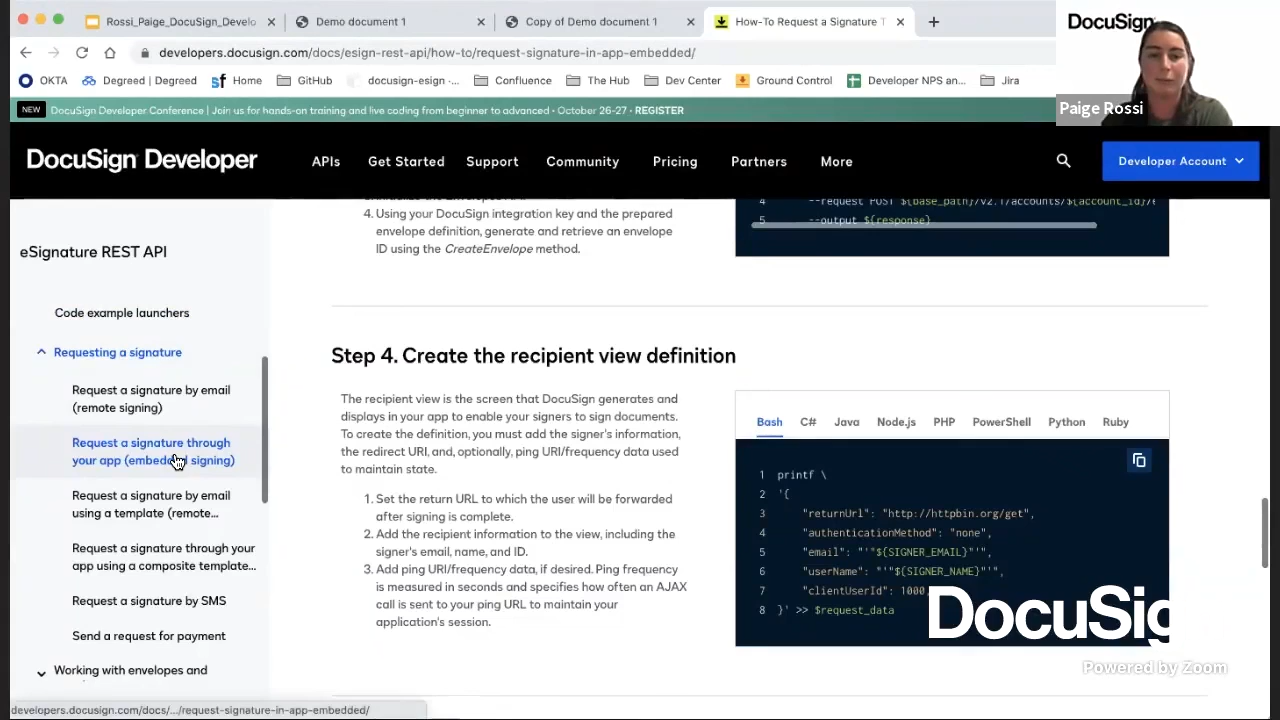 Rossi_Paige_DocuSign_Develo
Demo document 1
Copy of Demo document 1
How-To Request a Signature T
developers.docusign.com/docs/esign-rest-api/how-to/request-signature-in-app-embedded/
OKTA
Degreed | Degreed
Home
GitHub
docusign-esign ·...
Confluence
The Hub
Dev Center
Ground Control
Developer NPS an...
Jira
DocuSign
Paige Rossi
NEW
DocuSign Developer Conference | Join us for hands-on training and live coding from beginner to advanced • October 26-27 - REGISTER
DocuSign Developer
APIs
Get Started
Support
Community
Pricing
Partners
More
Developer Account
eSignature REST API
Code example launchers
Requesting a signature
Request a signature by email
(remote signing)
Request a signature through
your app (embedded signing)
Request a signature by email
using a template (remote...
Request a signature through your
app using a composite template...
Request a signature by SMS
Send a request for payment
Working with envelopes and
4. Using your DocuSign integration key and the prepared
envelope definition, generate and retrieve an envelope
ID using the CreateEnvelope method.
4 --request POST ${base_path}/v2.1/accounts/${account_id}/e
5 --output ${response}
Step 4. Create the recipient view definition
The recipient view is the screen that DocuSign generates and
displays in your app to enable your signers to sign documents.
To create the definition, you must add the signer's information,
the redirect URI, and, optionally, ping URI/frequency data used
to maintain state.
1. Set the return URL to which the user will be forwarded
after signing is complete.
2. Add the recipient information to the view, including the
signer's email, name, and ID.
3. Add ping URI/frequency data, if desired. Ping frequency
is measured in seconds and specifies how often an AJAX
call is sent to your ping URL to maintain your
application's session.
Bash
C#
Java
Node.js
PHP
PowerShell
Python
Ruby
1 printf \
2 '{
3 "returnUrl": "http://httpbin.org/get",
4 "authenticationMethod": "none",
5 "email": "'"${SIGNER_EMAIL}"'",
6 "userName": "'"${SIGNER_NAME}"'",
7 "clientUserId": 1000,
8 }' >> $request_data
DocuSig
Powered by Zoom
developers.docusign.com/docs/.../request-signature-in-app-embedded/